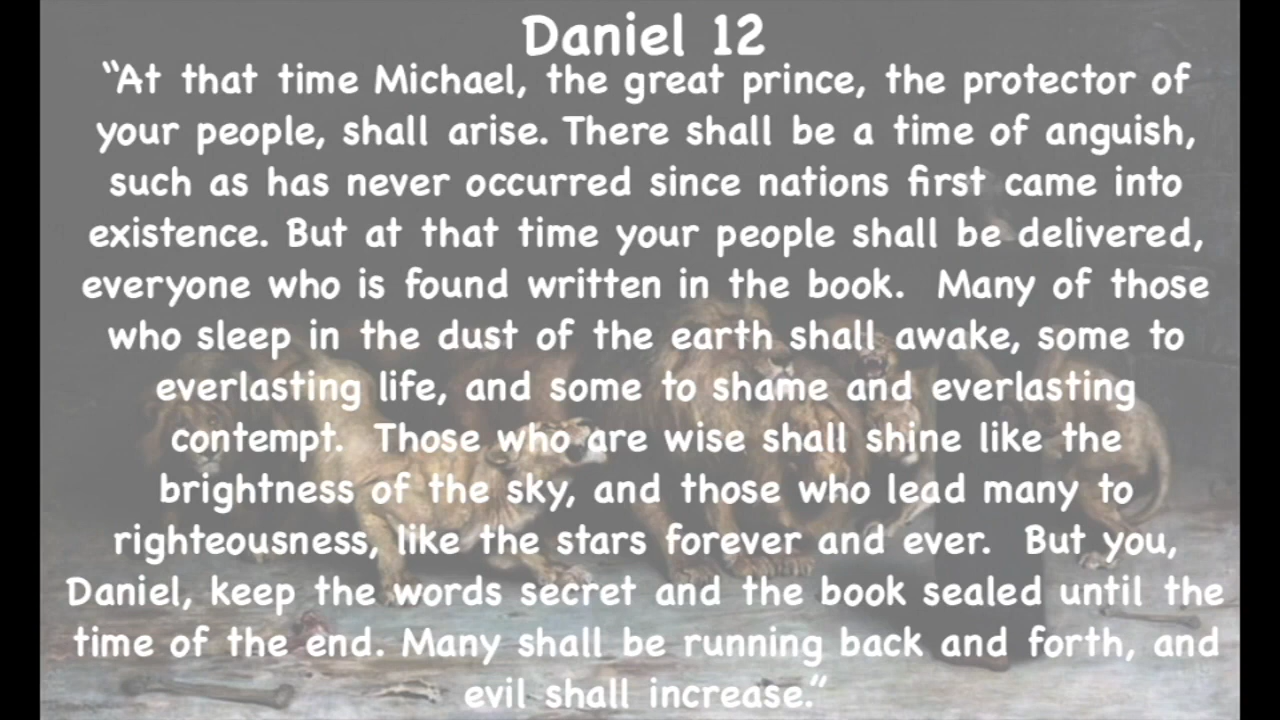 Daniel 12
“At that time Michael, the great prince, the protector of
your people, shall arise. There shall be a time of anguish,
such as has never occurred since nations first came into
existence. But at that time your people shall be delivered,
everyone who is found written in the book.  Many of those
who sleep in the dust of the earth shall awake, some to
everlasting life, and some to shame and everlasting
contempt.  Those who are wise shall shine like the
brightness of the sky, and those who lead many to
righteousness, like the stars forever and ever.  But you,
Daniel, keep the words secret and the book sealed until the
time of the end. Many shall be running back and forth, and
evil shall increase.”